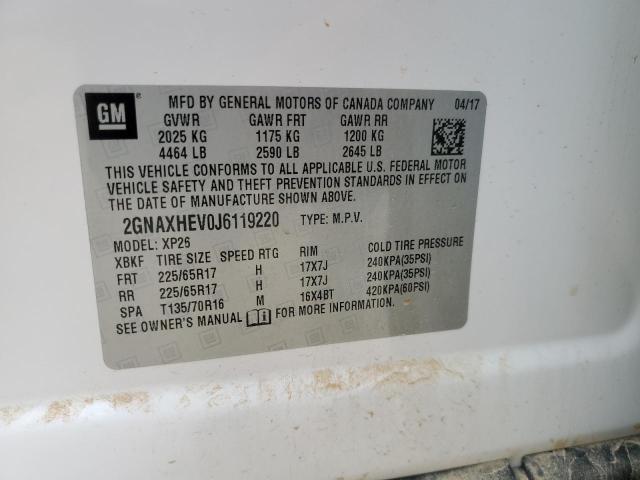 GM ®
MFD BY GENERAL MOTORS OF CANADA COMPANY 04/17
GVWR GAWR FRT GAWR RR
2025 KG 1175 KG 1200 KG
4464 LB 2590 LB 2645 LB
THIS VEHICLE CONFORMS TO ALL APPLICABLE U.S. FEDERAL MOTOR
VEHICLE SAFETY AND THEFT PREVENTION STANDARDS IN EFFECT ON
THE DATE OF MANUFACTURE SHOWN ABOVE.
2GNAXHEV0J6119220 TYPE: M.P.V.
MODEL: XP26
XBKF TIRE SIZE SPEED RTG RIM COLD TIRE PRESSURE
FRT 225/65R17 H 17X7J 240KPA(35PSI)
RR 225/65R17 H 17X7J 240KPA(35PSI)
SPA T135/70R16 M 16X4BT 420KPA(60PSI)
SEE OWNER'S MANUAL FOR MORE INFORMATION.